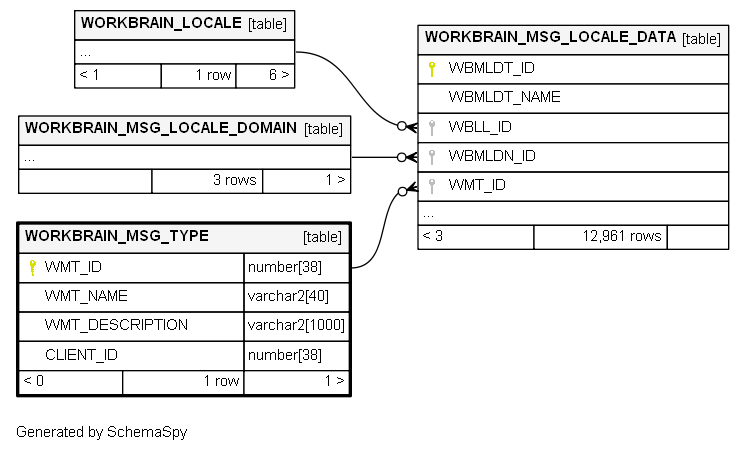 WORKBRAIN_LOCALE [table]
...
< 1 1 row 6 >
WORKBRAIN_MSG_LOCALE_DOMAIN [table]
...
3 rows 1 >
WORKBRAIN_MSG_TYPE [table]
WMT_ID number[38]
WMT_NAME varchar2[40]
WMT_DESCRIPTION varchar2[1000]
CLIENT_ID number[38]
< 0 1 row 1 >
WORKBRAIN_MSG_LOCALE_DATA [table]
WBMLDT_ID
WBMLDT_NAME
WBLL_ID
WBMLDN_ID
WMT_ID
...
< 3 12,961 rows
Generated by SchemaSpy